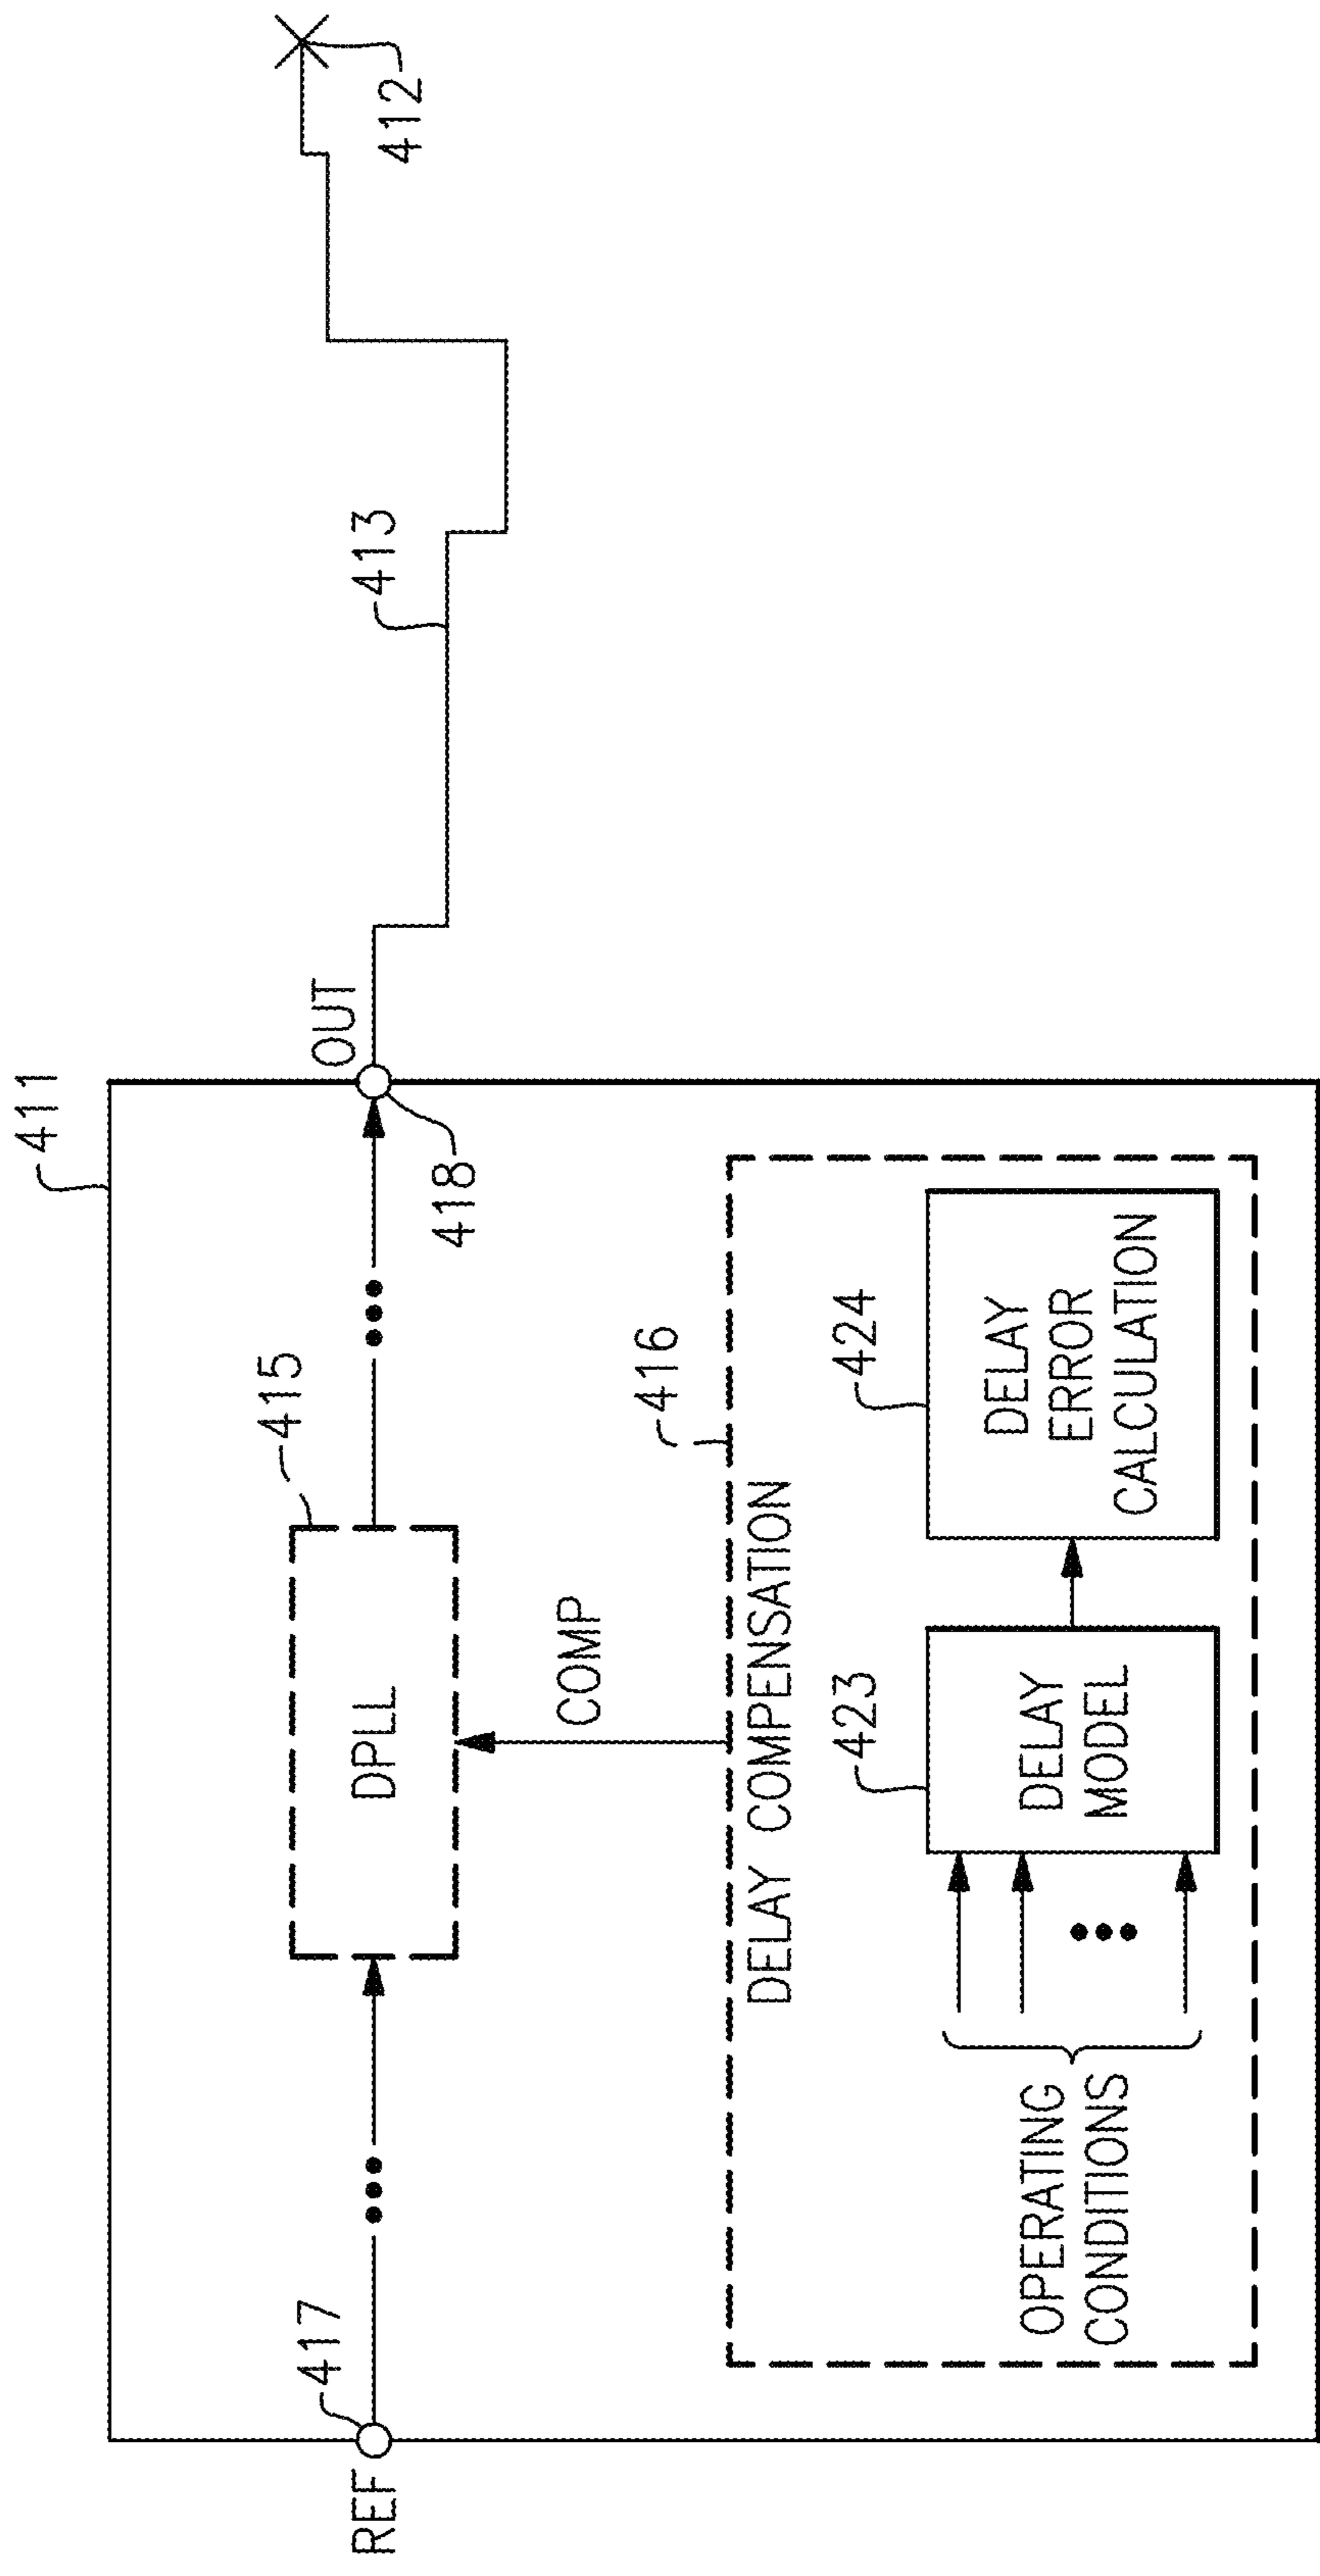 411
REF
417
DPLL
415
418
OUT
413
412
COMP
416
DELAY COMPENSATION
OPERATING
CONDITIONS
423
DELAY
MODEL
424
DELAY
ERROR
CALCULATION